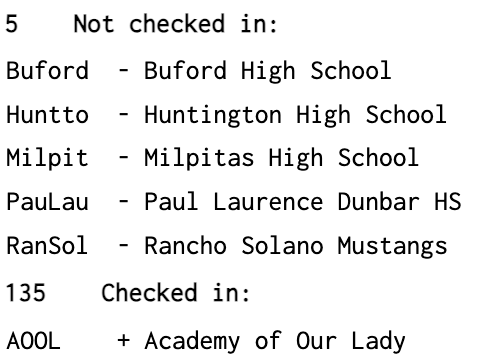 5    Not checked in:
Buford  - Buford High School
Huntto  - Huntington High School
Milpit  - Milpitas High School
PauLau  - Paul Laurence Dunbar HS
RanSol  - Rancho Solano Mustangs
135    Checked in:
AOOL    + Academy of Our Lady